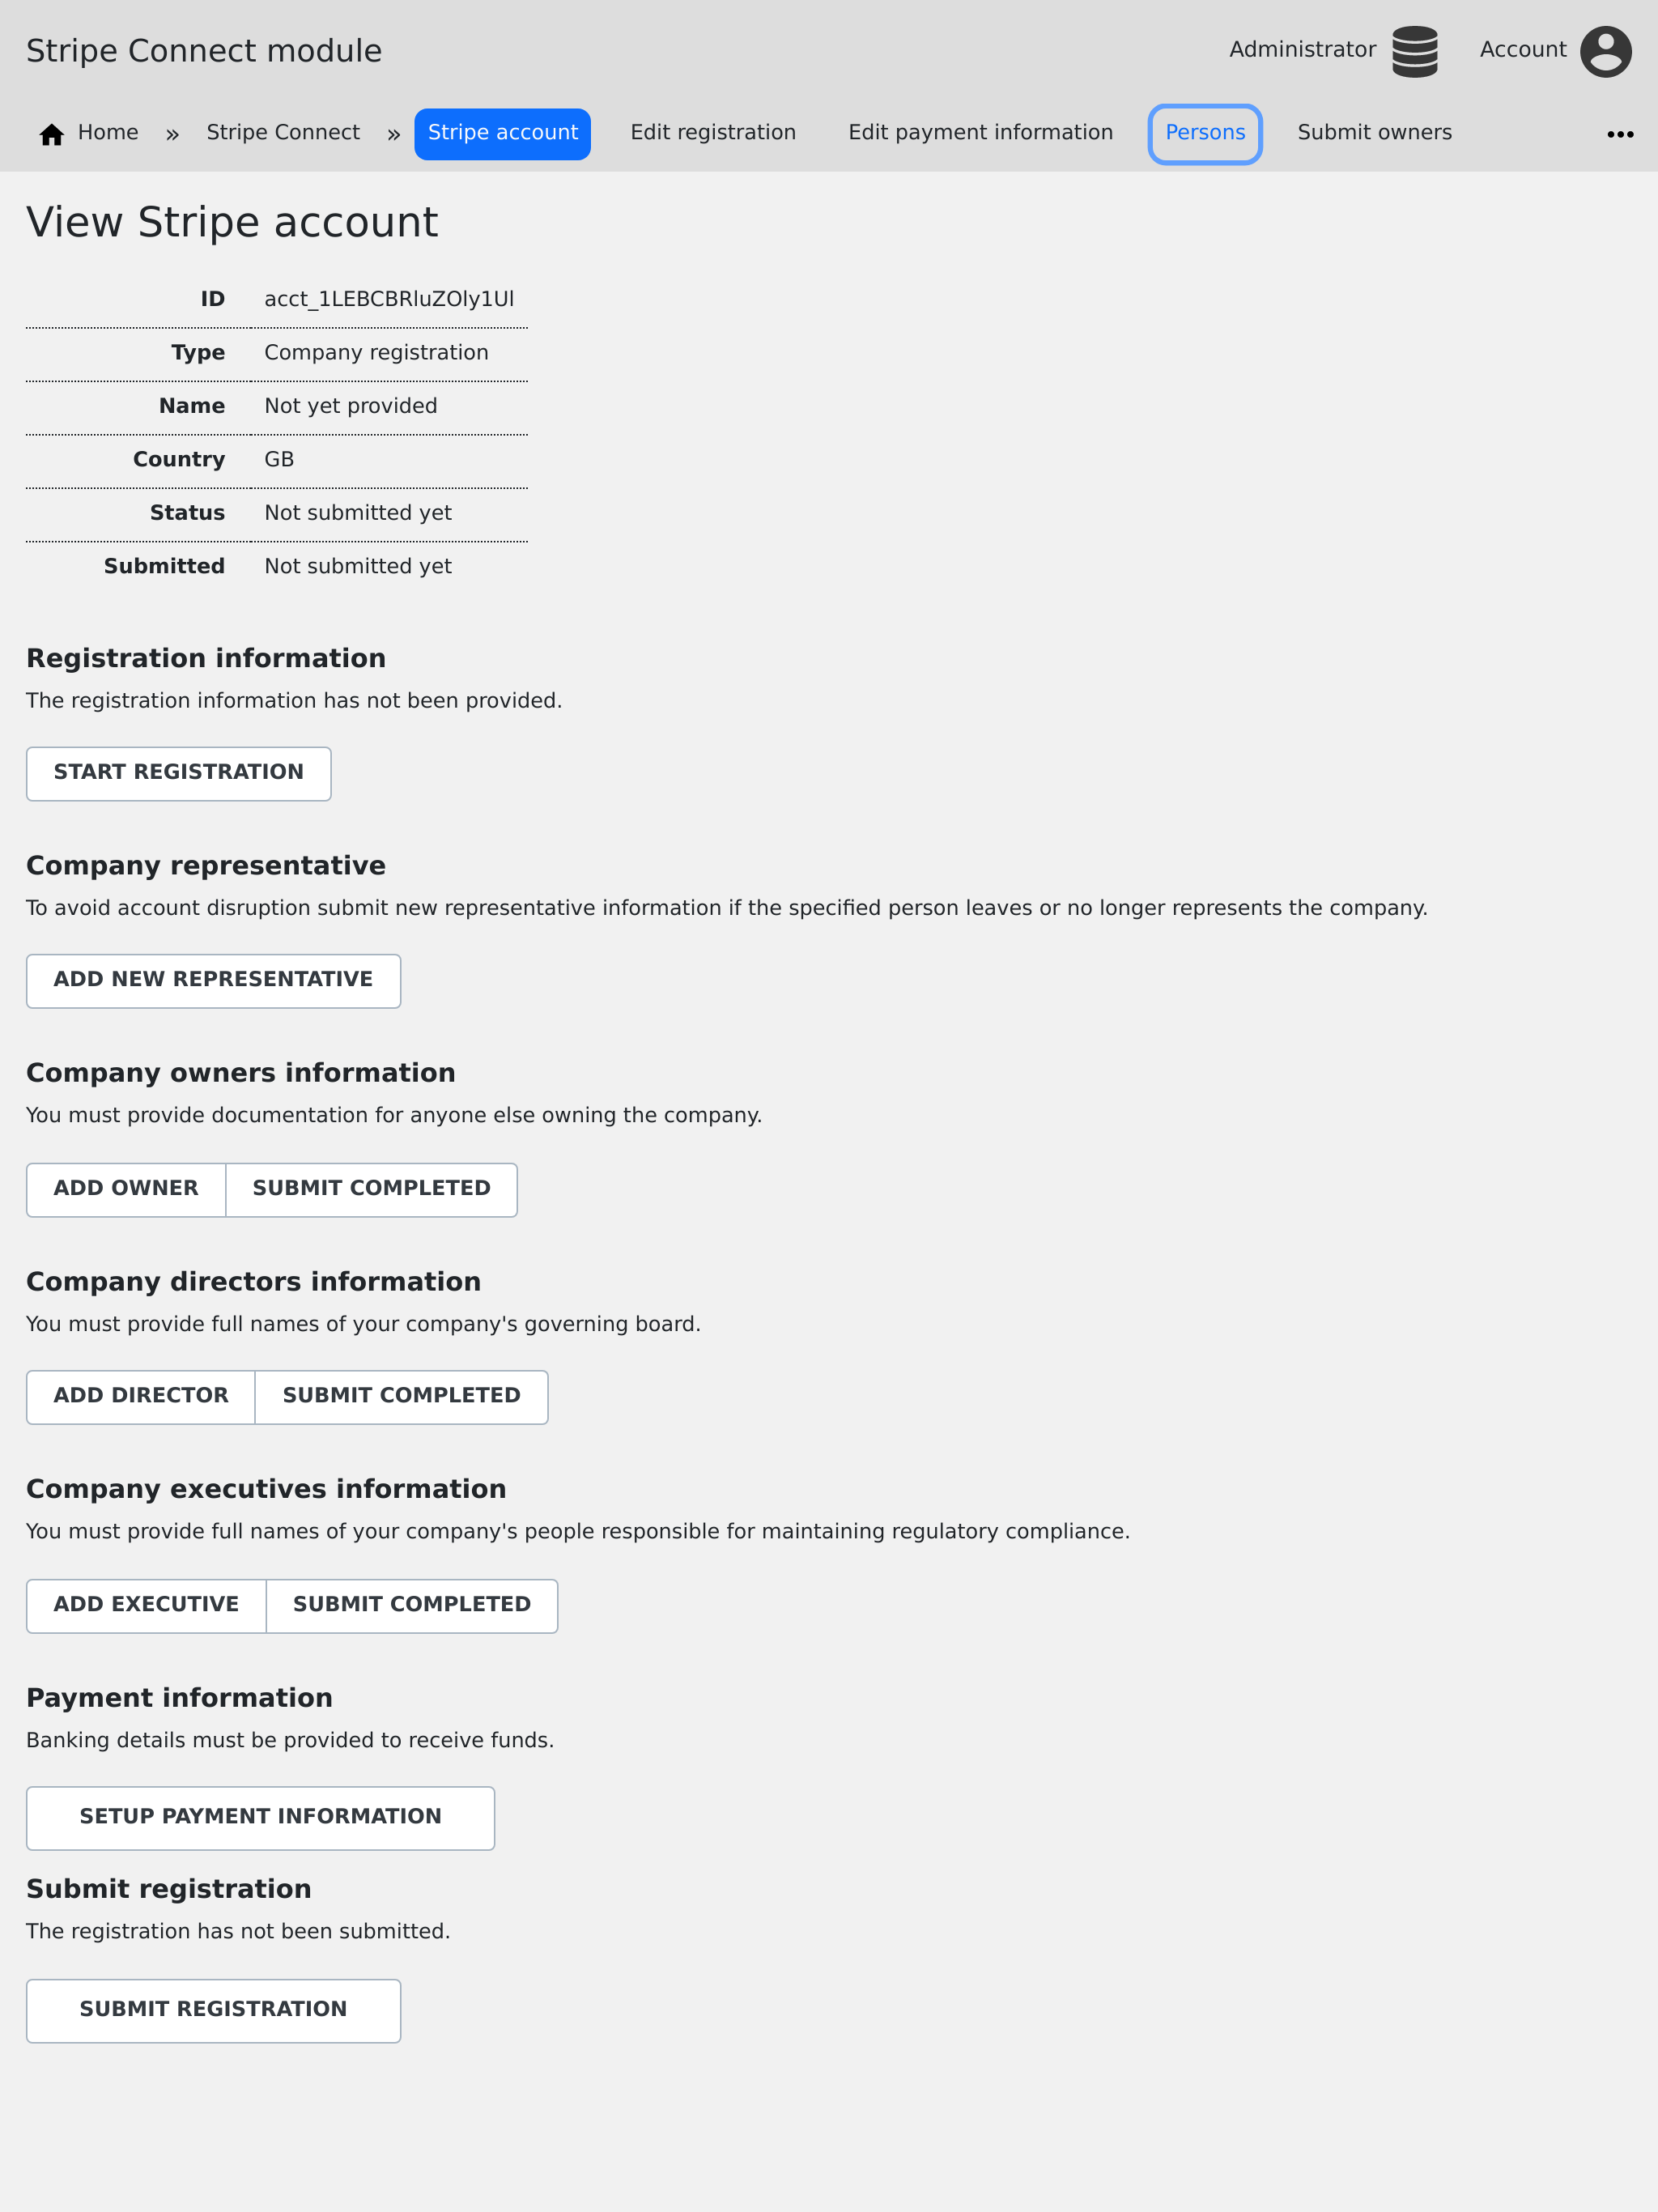 Stripe Connect module
Administrator
Account
Home » Stripe Connect » Stripe account Edit registration Edit payment information Persons Submit owners •••
View Stripe account
ID acct_1LEBCBRluZOly1Ul
Type Company registration
Name Not yet provided
Country GB
Status Not submitted yet
Submitted Not submitted yet
Registration information
The registration information has not been provided.
START REGISTRATION
Company representative
To avoid account disruption submit new representative information if the specified person leaves or no longer represents the company.
ADD NEW REPRESENTATIVE
Company owners information
You must provide documentation for anyone else owning the company.
ADD OWNER SUBMIT COMPLETED
Company directors information
You must provide full names of your company's governing board.
ADD DIRECTOR SUBMIT COMPLETED
Company executives information
You must provide full names of your company's people responsible for maintaining regulatory compliance.
ADD EXECUTIVE SUBMIT COMPLETED
Payment information
Banking details must be provided to receive funds.
SETUP PAYMENT INFORMATION
Submit registration
The registration has not been submitted.
SUBMIT REGISTRATION